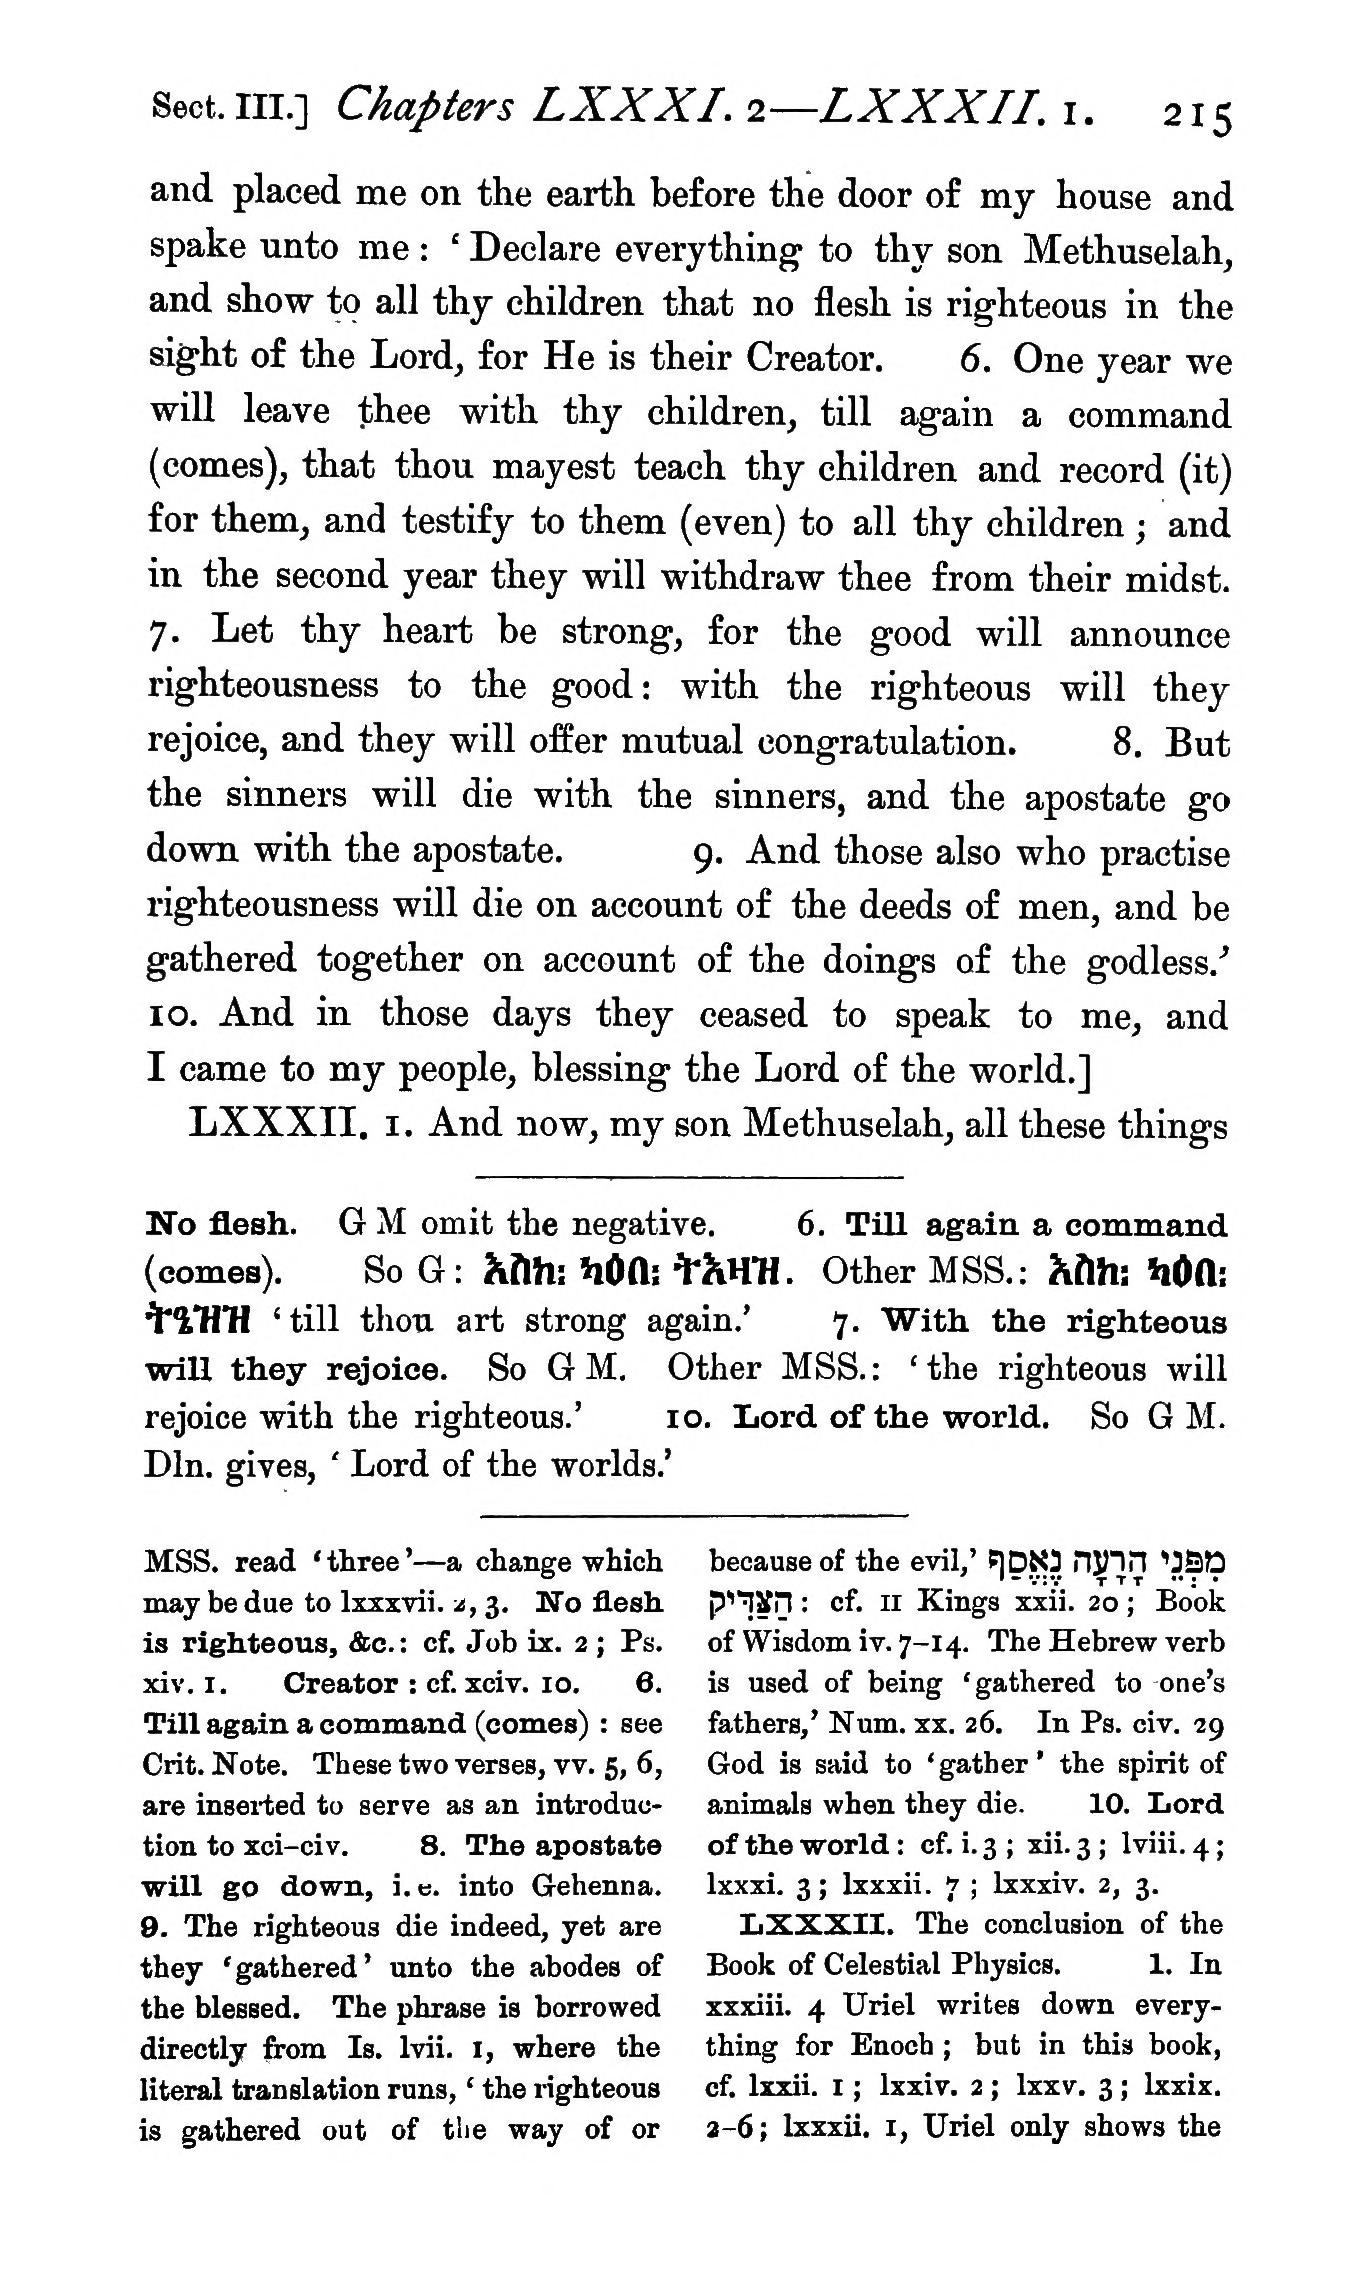 Sect. III.] Chapters LXXXI. 2—LXXXII. 1. 215
and placed me on the earth before the door of my house and
spake unto me : ‘ Declare everything to thy son Methuselah,
and show to all thy children that no flesh is righteous in the
sight of the Lord, for He is their Creator. 6. One year we
will leave thee with thy children, till again a command
(comes), that thou mayest teach thy children and record (it)
for them, and testify to them (even) to all thy children ; and
in the second year they will withdraw thee from their midst.
7. Let thy heart be strong, for the good will announce
righteousness to the good : with the righteous will they
rejoice, and they will offer mutual congratulation. 8. But
the sinners will die with the sinners, and the apostate go
down with the apostate. 9. And those also who practise
righteousness will die on account of the deeds of men, and be
gathered together on account of the doings of the godless.’
10. And in those days they ceased to speak to me, and
I came to my people, blessing the Lord of the world.]
LXXXII. 1. And now, my son Methuselah, all these things
No flesh. G M omit the negative. 6. Till again a command
(comes). So G : እስከ፡ ካዕበ፡ ትእዛዝ. Other MSS.: እስከ፡ ካዕበ፡
ትዼዝዝ ‘ till thou art strong again.’ 7. With the righteous
will they rejoice. So G M. Other MSS.: ‘ the righteous will
rejoice with the righteous.’ 10. Lord of the world. So G M.
Dln. gives, ‘ Lord of the worlds.’
MSS. read ‘ three ’—a change which
may be due to lxxxvii. 2, 3. No flesh
is righteous, &c. : cf. Job ix. 2 ; Ps.
xiv. 1. Creator : cf. xciv. 10. 6.
Till again a command (comes) : see
Crit. Note. These two verses, vv. 5, 6,
are inserted to serve as an introduc-
tion to xci–civ. 8. The apostate
will go down, i. e. into Gehenna.
9. The righteous die indeed, yet are
they ‘ gathered ’ unto the abodes of
the blessed. The phrase is borrowed
directly from Is. lvii. 1, where the
literal translation runs, ‘ the righteous
is gathered out of the way of or
because of the evil,’ מִפְּנֵי הָרָעָה נֶאֱסַף
הַצַּדִּיק : cf. II Kings xxii. 20 ; Book
of Wisdom iv. 7–14. The Hebrew verb
is used of being ‘ gathered to one’s
fathers,’ Num. xx. 26. In Ps. civ. 29
God is said to ‘ gather ’ the spirit of
animals when they die. 10. Lord
of the world : cf. i. 3 ; xii. 3 ; lviii. 4 ;
lxxxi. 3 ; lxxxii. 7 ; lxxxiv. 2, 3.
LXXXII. The conclusion of the
Book of Celestial Physics. 1. In
xxxiii. 4 Uriel writes down every-
thing for Enoch ; but in this book,
cf. lxxii. 1 ; lxxiv. 2 ; lxxv. 3 ; lxxix.
2–6 ; lxxxii. 1, Uriel only shows the